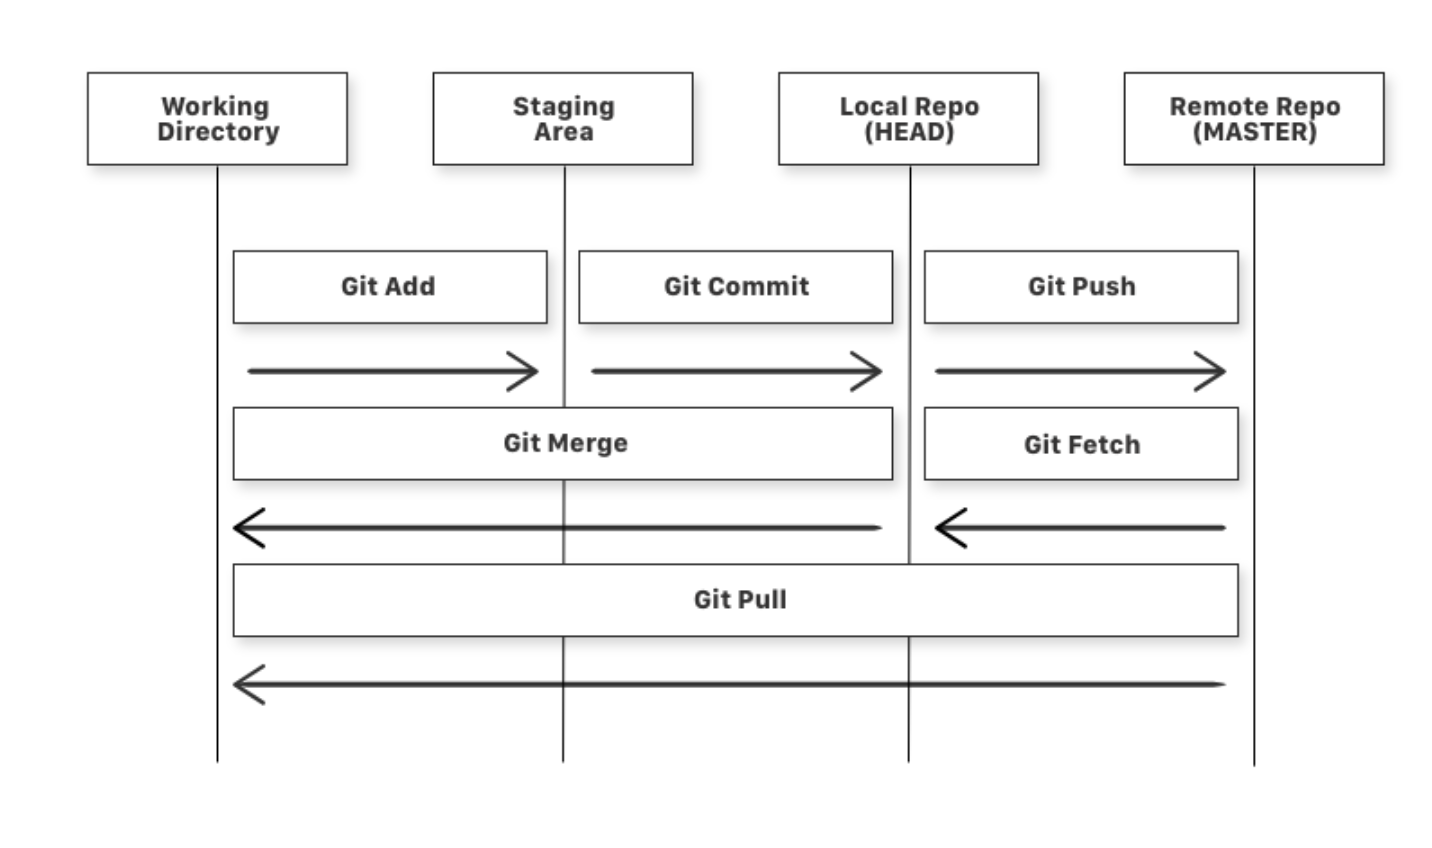 Working
Directory
Staging
Area
Local Repo
(HEAD)
Remote Repo
(MASTER)
Git Add
Git Commit
Git Push
Git Merge
Git Fetch
Git Pull